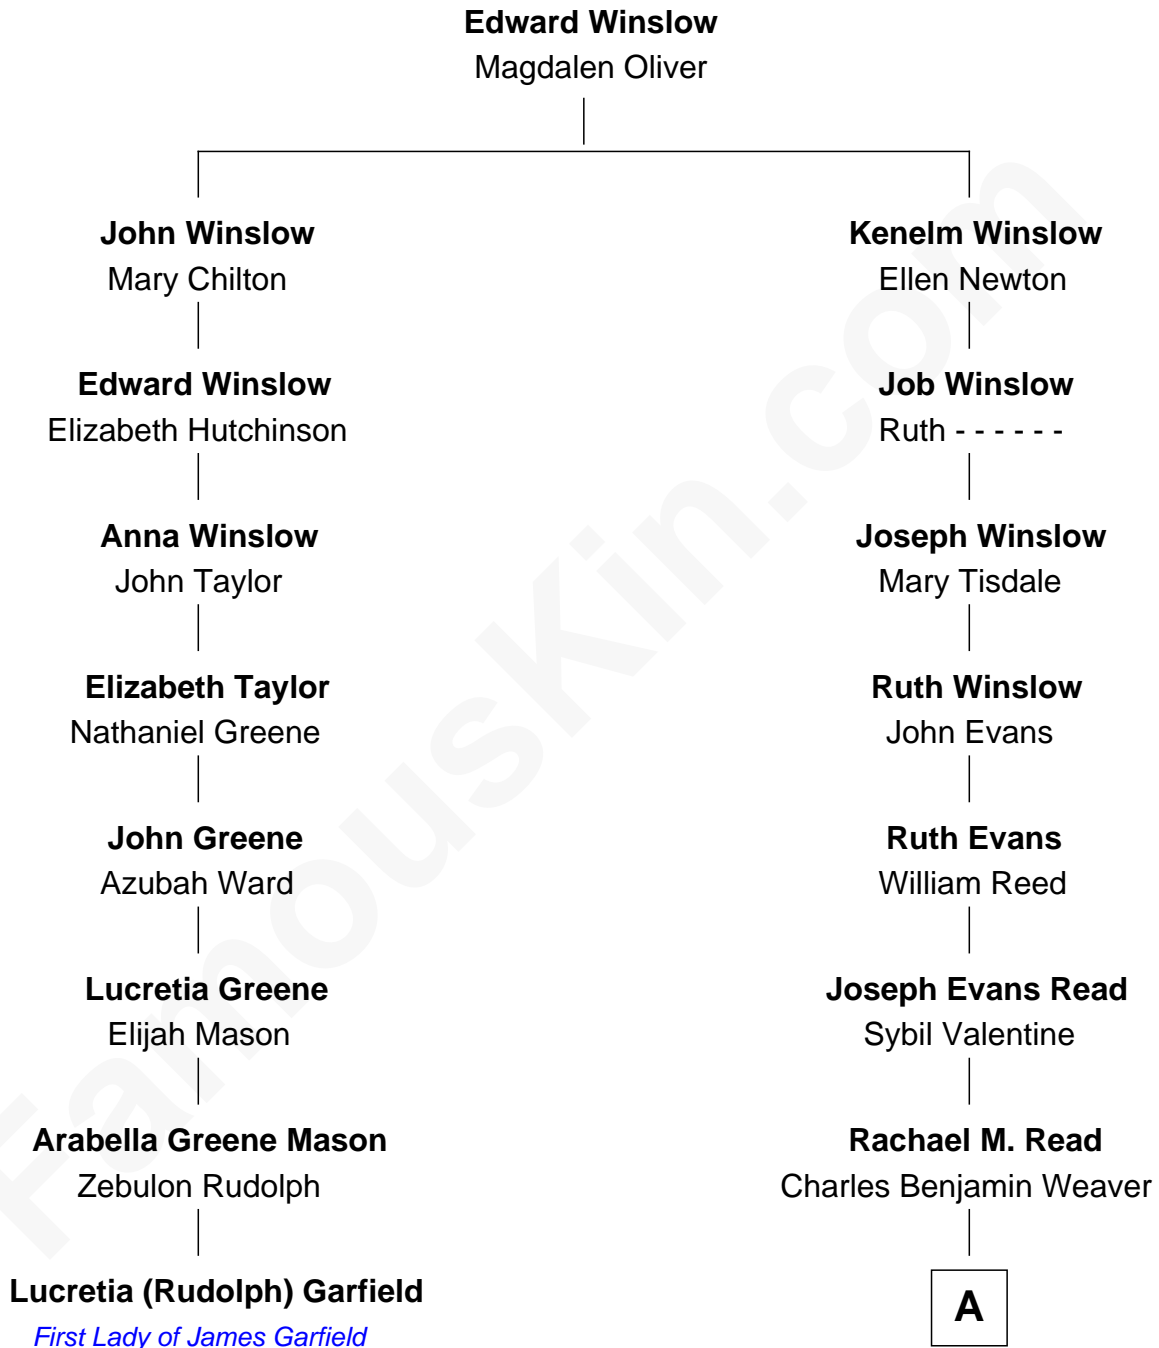 Edward Winslow
Magdalen Oliver
John Winslow
Mary Chilton
Kenelm Winslow
Ellen Newton
Edward Winslow
Elizabeth Hutchinson
Job Winslow
Ruth - - - - - -
Anna Winslow
John Taylor
Joseph Winslow
Mary Tisdale
Elizabeth Taylor
Nathaniel Greene
Ruth Winslow
John Evans
John Greene
Azubah Ward
Ruth Evans
William Reed
Lucretia Greene
Elijah Mason
Joseph Evans Read
Sybil Valentine
Arabella Greene Mason
Zebulon Rudolph
Rachael M. Read
Charles Benjamin Weaver
Lucretia (Rudolph) Garfield
First Lady of James Garfield
A
FamousKin.com